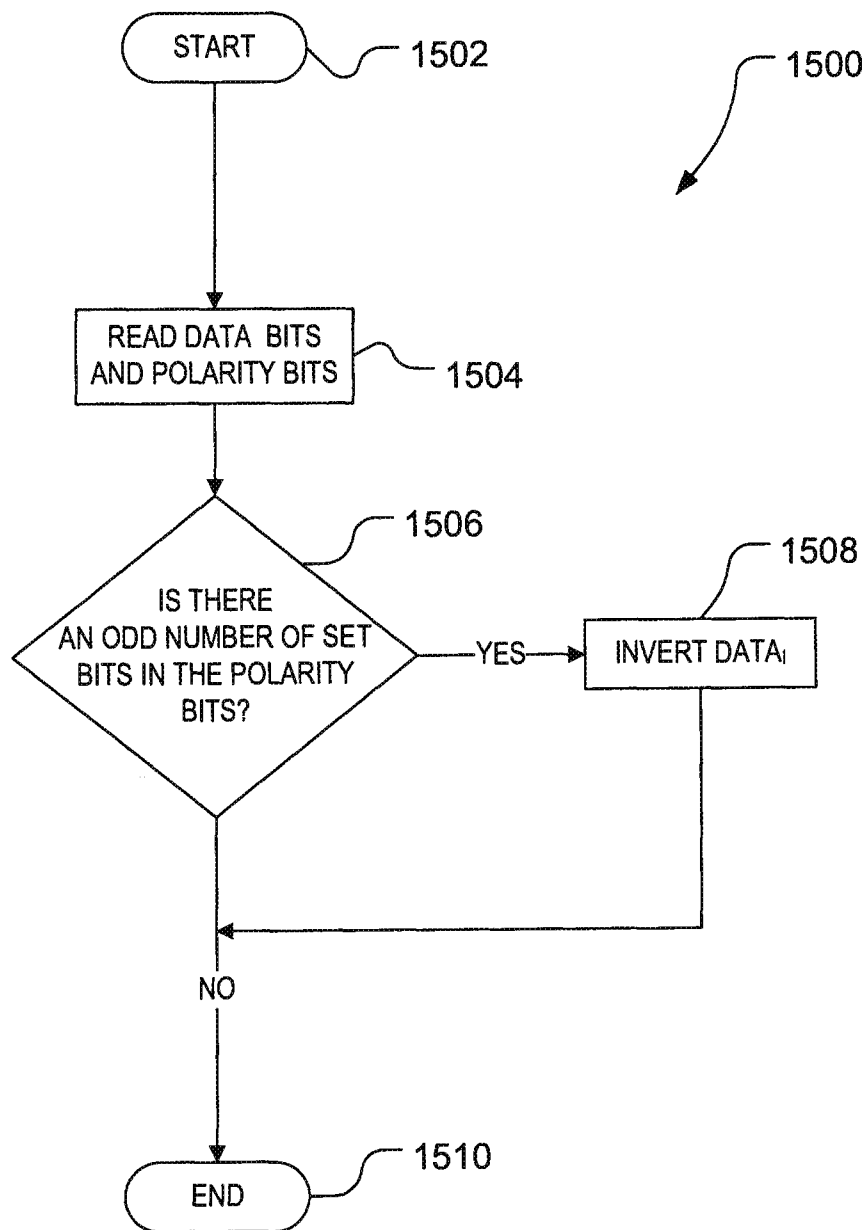 START
1502
1500
READ DATA BITS
AND POLARITY BITS
1504
1506
IS THERE
AN ODD NUMBER OF SET
BITS IN THE POLARITY
BITS?
YES
1508
INVERT DATAI
NO
1510
END